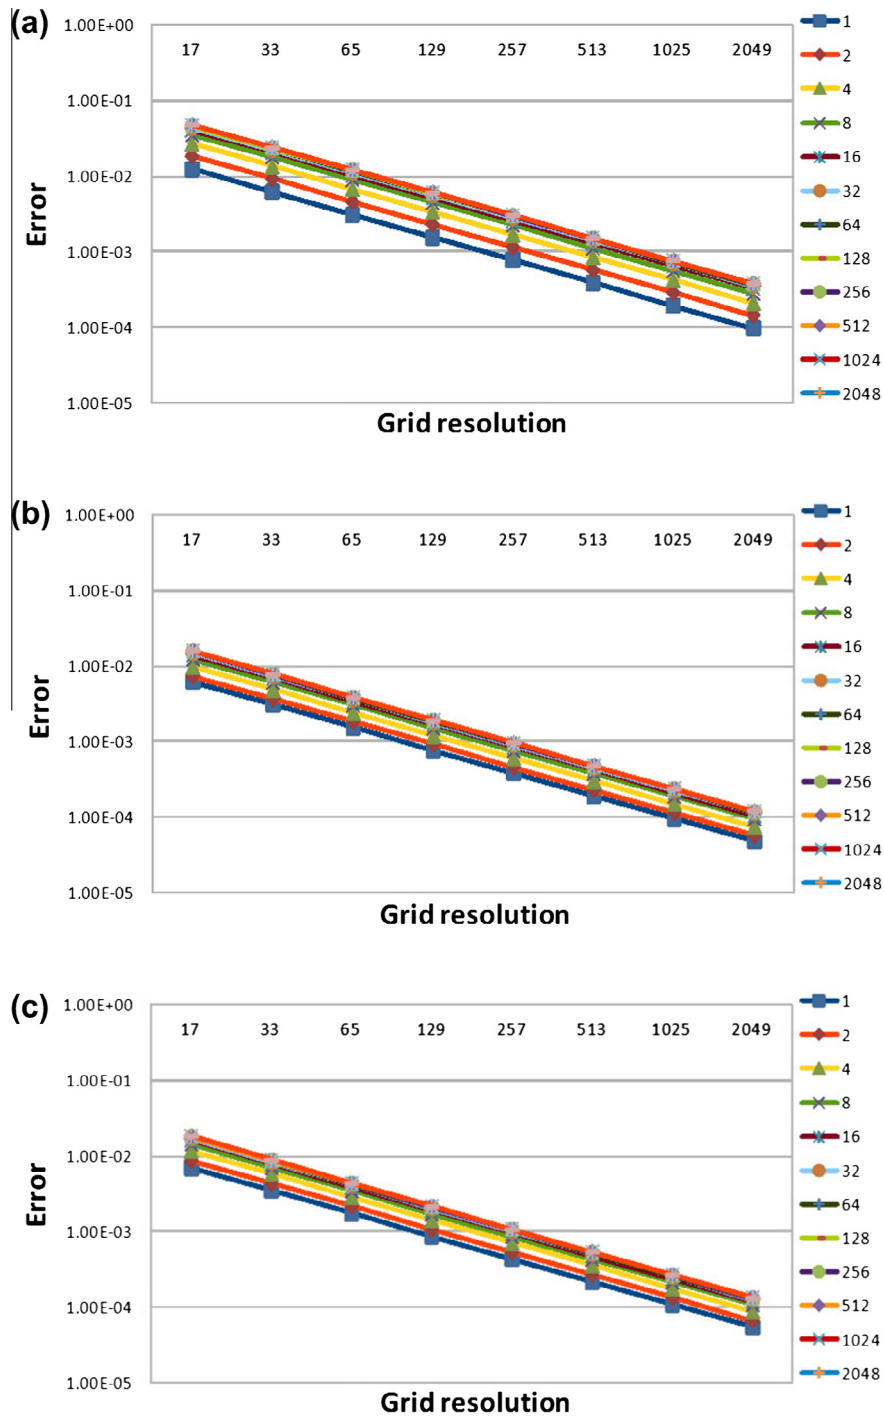 (a)
1.00E+00
1.00E-01
1.00E-02
1.00E-03
1.00E-04
1.00E-05
Error
17 33 65 129 257 513 1025 2049
Grid resolution
1
2
4
8
16
32
64
128
256
512
1024
2048
(b)
1.00E+00
1.00E-01
1.00E-02
1.00E-03
1.00E-04
1.00E-05
Error
17 33 65 129 257 513 1025 2049
Grid resolution
1
2
4
8
16
32
64
128
256
512
1024
2048
(c)
1.00E+00
1.00E-01
1.00E-02
1.00E-03
1.00E-04
1.00E-05
Error
17 33 65 129 257 513 1025 2049
Grid resolution
1
2
4
8
16
32
64
128
256
512
1024
2048